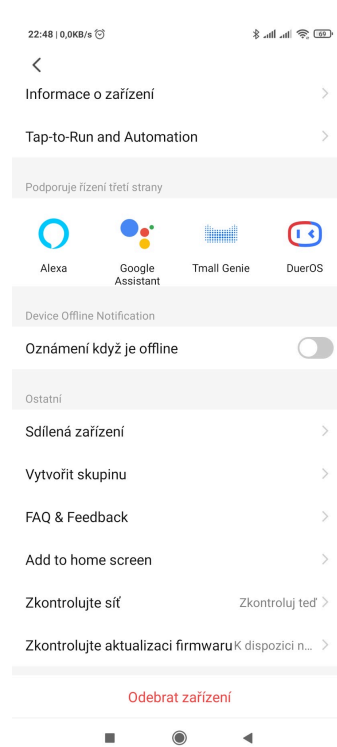 22:48 | 0,0KB/s
69
Informace o zařízení
Tap-to-Run and Automation
Podporuje řízení třetí strany
Alexa
Google
Assistant
Tmall Genie
DuerOS
Device Offline Notification
Oznámení když je offline
Ostatní
Sdílená zařízení
Vytvořit skupinu
FAQ & Feedback
Add to home screen
Zkontrolujte síť Zkontroluj teď
Zkontrolujte aktualizaci firmwaru K dispozici n...
Odebrat zařízení